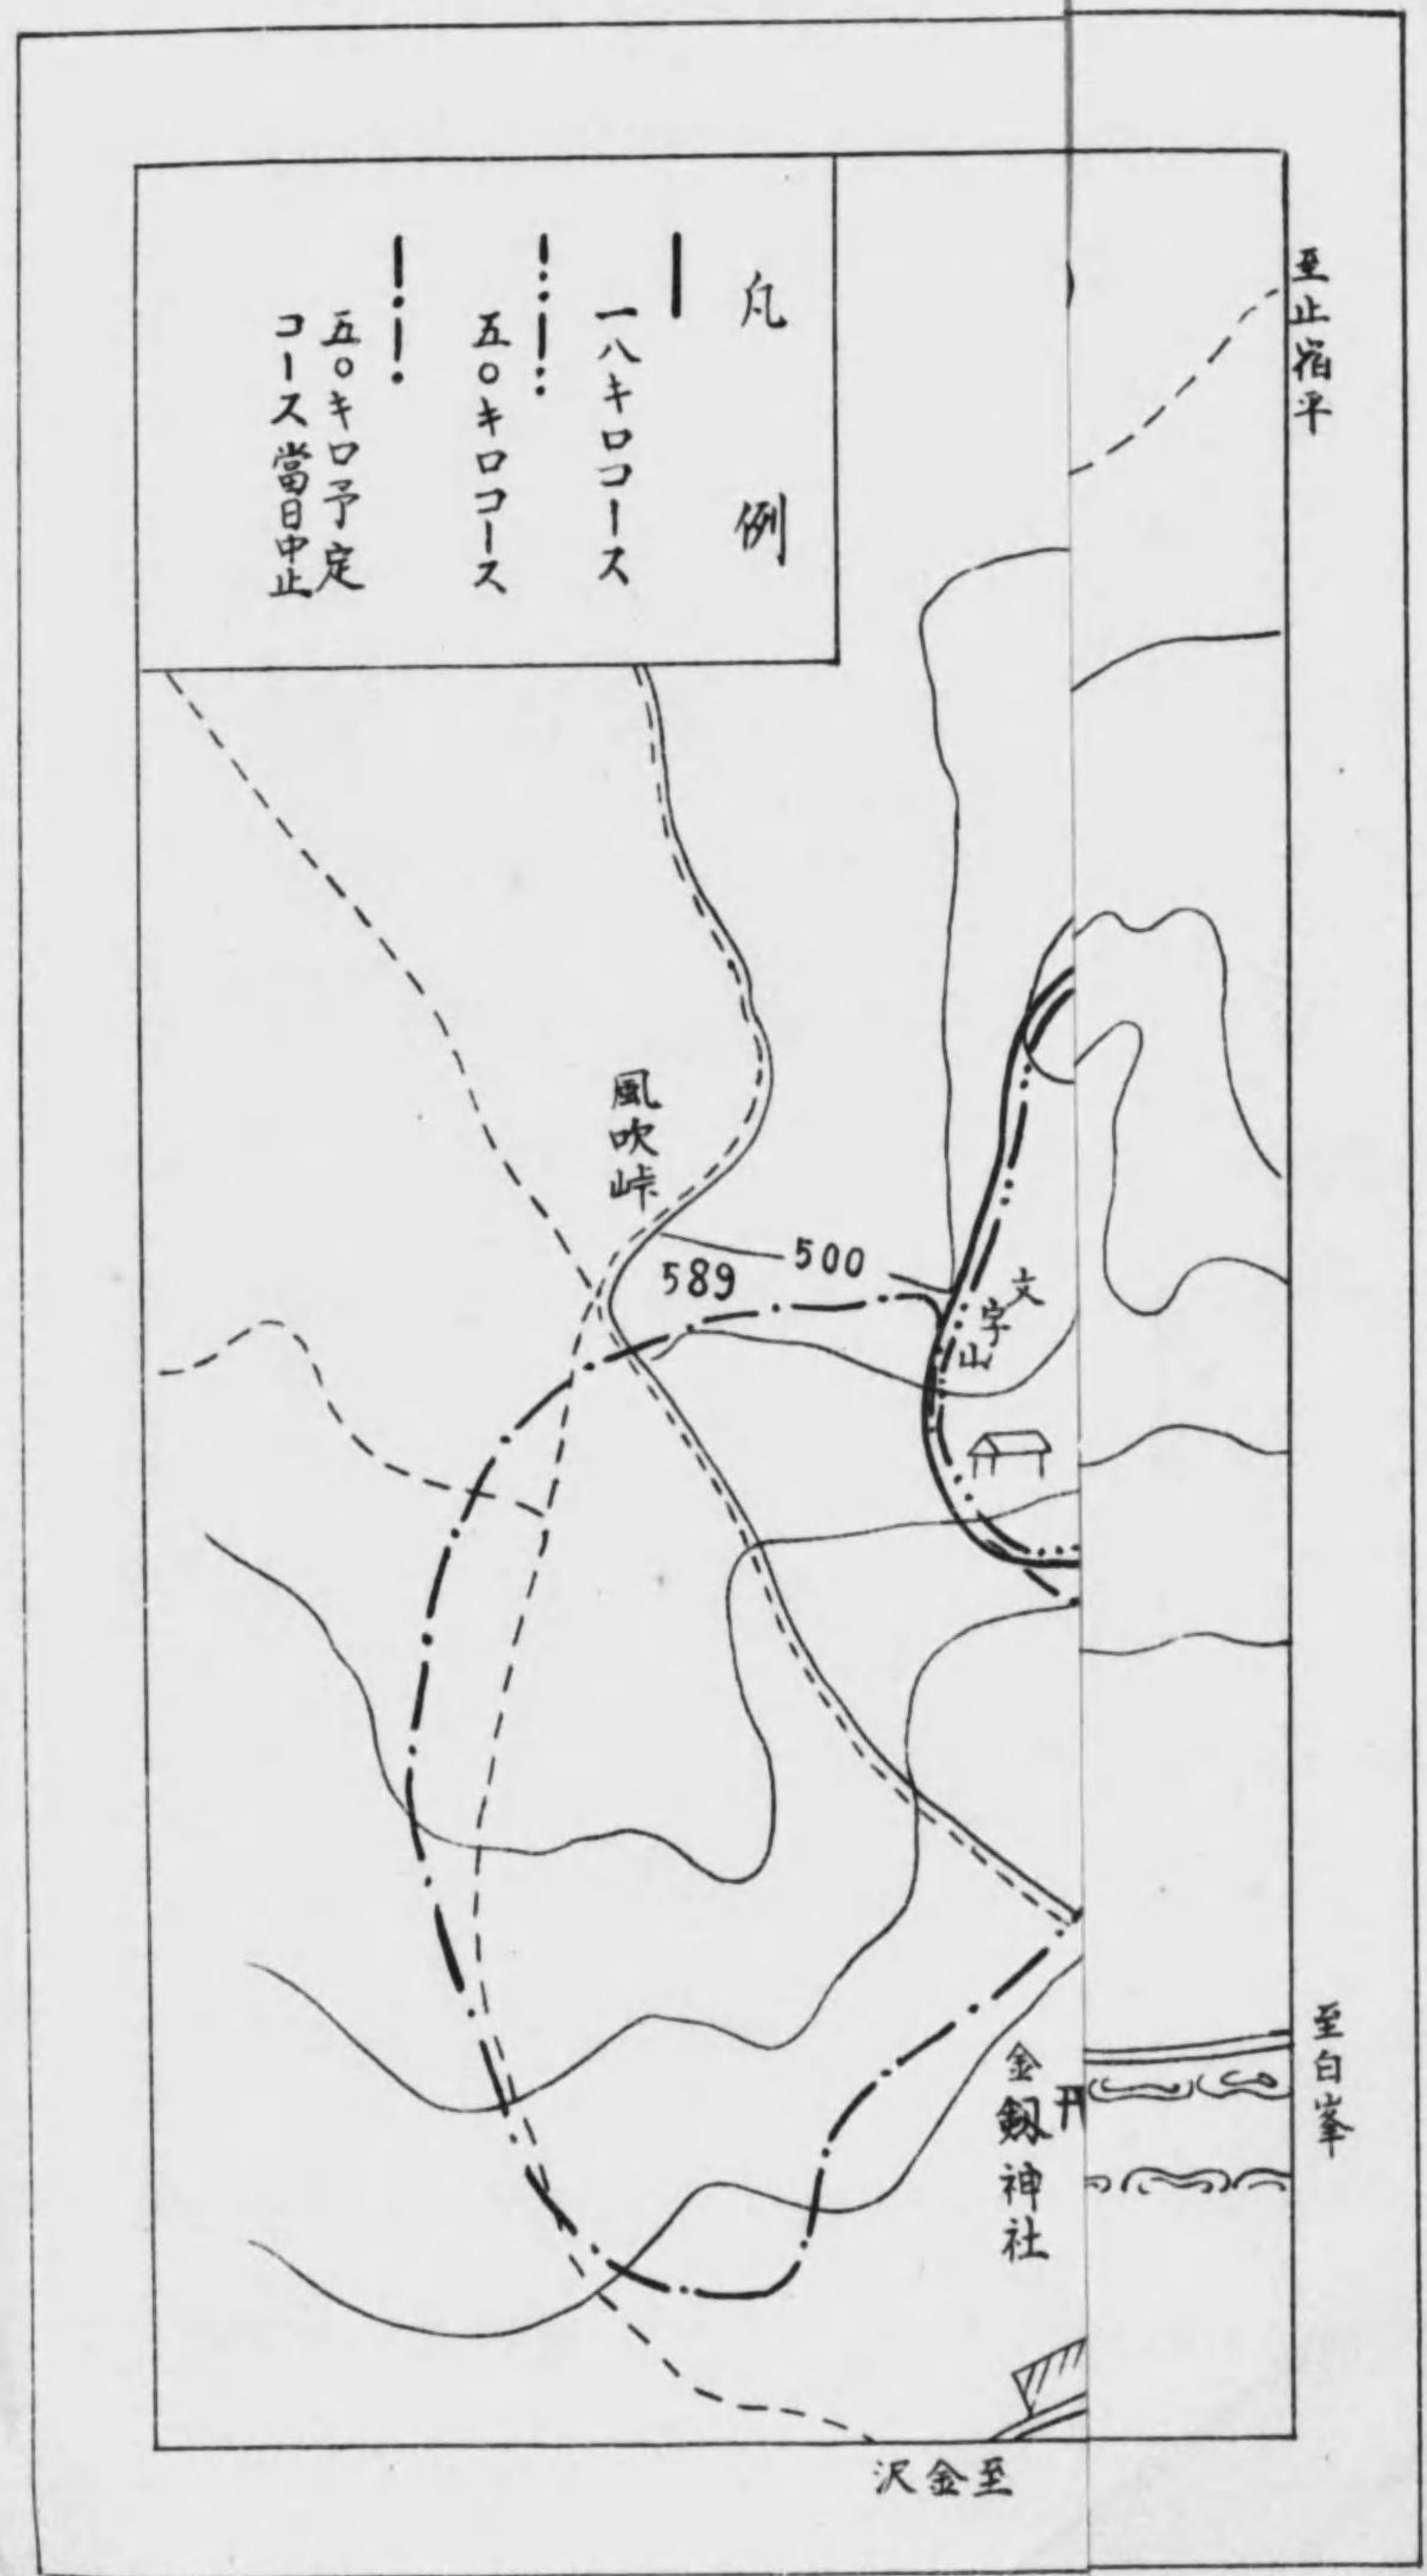 凡例
一八キロコース
五〇キロコース
五〇キロ予定
コース當日中止
至止宿平
風吹峠
500
589
文字山
金剱神社
至白峯
沢金至